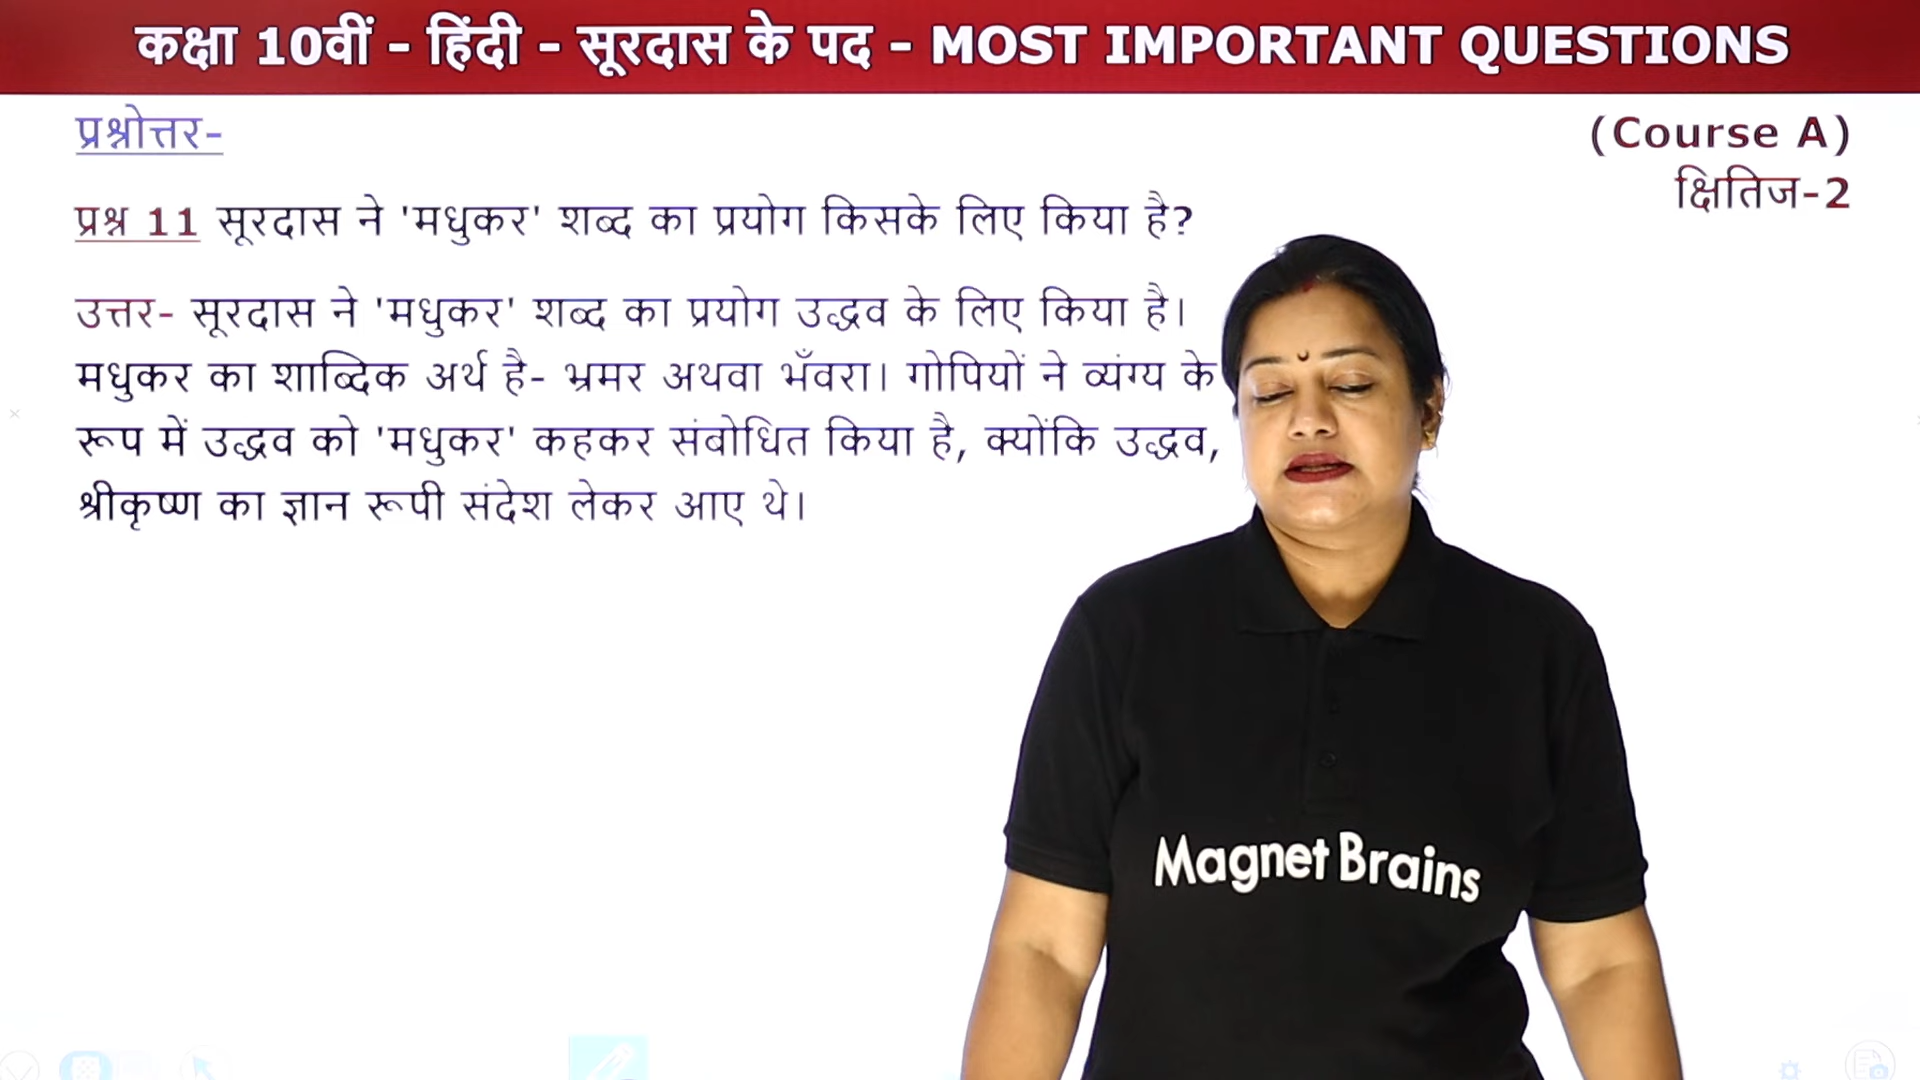 कक्षा 10वीं - हिंदी - सूरदास के पद - MOST IMPORTANT QUESTIONS
प्रश्नोत्तर-
(Course A)
क्षितिज-2
प्रश्न 11 सूरदास ने 'मधुकर' शब्द का प्रयोग किसके लिए किया है?
उत्तर- सूरदास ने 'मधुकर' शब्द का प्रयोग उद्धव के लिए किया है।
मधुकर का शाब्दिक अर्थ है- भ्रमर अथवा भँवरा। गोपियों ने व्यंग्य के
रूप में उद्धव को 'मधुकर' कहकर संबोधित किया है, क्योंकि उद्धव,
श्रीकृष्ण का ज्ञान रूपी संदेश लेकर आए थे।
Magnet Brains